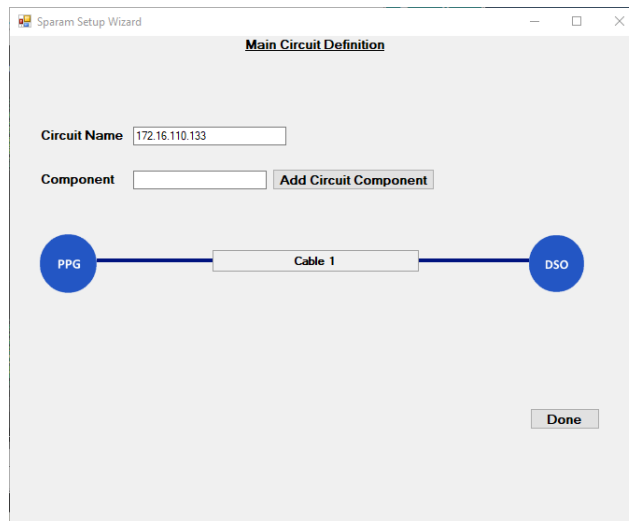 Sparam Setup Wizard
Main Circuit Definition
Circuit Name 172.16.110.133
Component Add Circuit Component
PPG Cable 1 DSO
Done